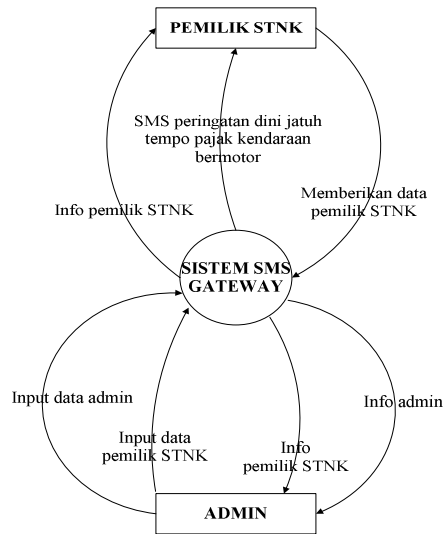 PEMILIK STNK
SMS peringatan dini jatuh
tempo pajak kendaraan
bermotor
Info pemilik STNK
Memberikan data
pemilik STNK
SISTEM SMS
GATEWAY
Input data admin
Input data
pemilik STNK
Info
pemilik STNK
Info admin
ADMIN